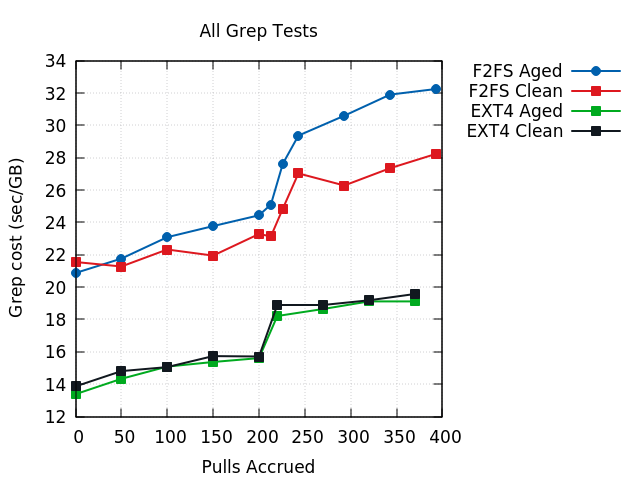 All Grep Tests
F2FS Aged
F2FS Clean
EXT4 Aged
EXT4 Clean
Grep cost (sec/GB)
34
32
30
28
26
24
22
20
18
16
14
12
0 50 100 150 200 250 300 350 400
Pulls Accrued